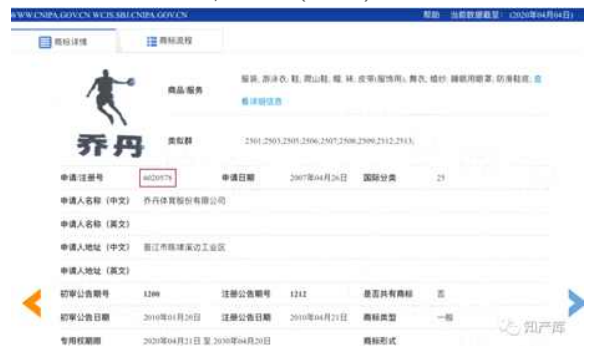 WWW.CNIPA.GOV.CN WCJS.SBJ.CNIPA.GOV.CN 帮助 当前数据截至：(2020年04月04日)
商标详情 商标流程
商品/服务 服装; 游泳衣; 鞋; 爬山鞋; 帽; 袜; 皮带(服饰用); 舞衣; 婚纱; 睡眠用眼罩; 防滑鞋底; 查看详细信息
乔丹
类似群 2501;2503;2505;2506;2507;2508;2509;2512;2513;
申请/注册号 6020578 申请日期 2007年04月26日 国际分类 25
申请人名称（中文） 乔丹体育股份有限公司
申请人名称（英文）
申请人地址（中文） 晋江市陈埭溪边工业区
申请人地址（英文）
初审公告期号 1200 注册公告期号 1212 是否共有商标 否
初审公告日期 2010年01月20日 注册公告日期 2010年04月21日 商标类型 一般
专用权期限 2020年04月21日 至 2030年04月20日 商标形式
知产库